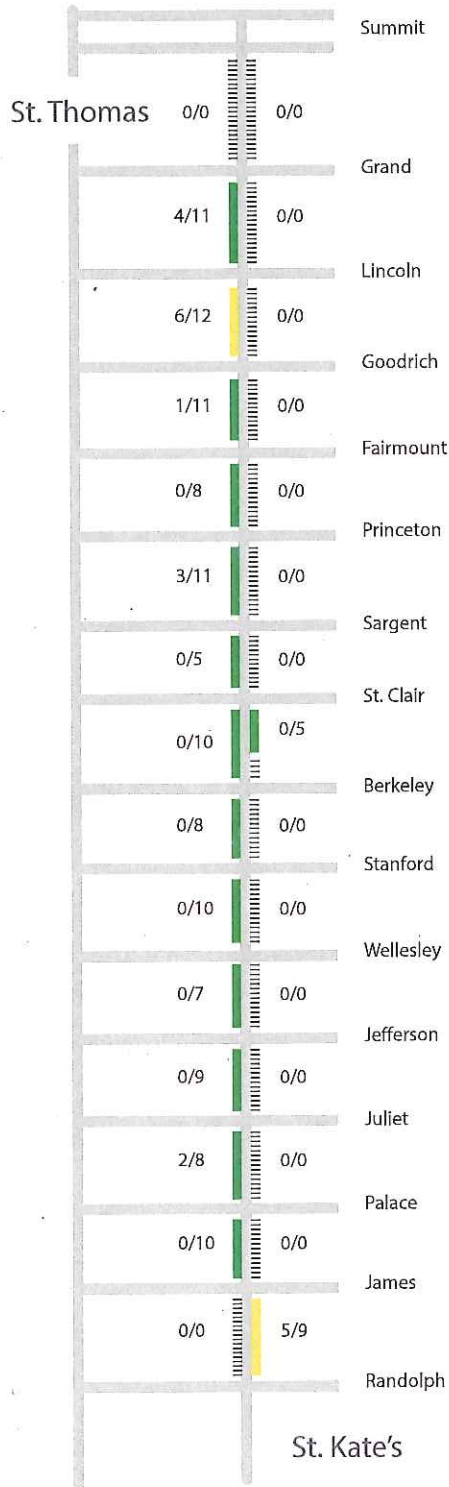 Summit
St. Thomas 0/0 0/0
Grand
4/11 0/0
Lincoln
6/12 0/0
Goodrich
1/11 0/0
Fairmount
0/8 0/0
Princeton
3/11 0/0
Sargent
0/5 0/0
St. Clair
0/10 0/5
Berkeley
0/8 0/0
Stanford
0/10 0/0
Wellesley
0/7 0/0
Jefferson
0/9 0/0
Juliet
2/8 0/0
Palace
0/10 0/0
James
0/0 5/9
Randolph
St. Kate's